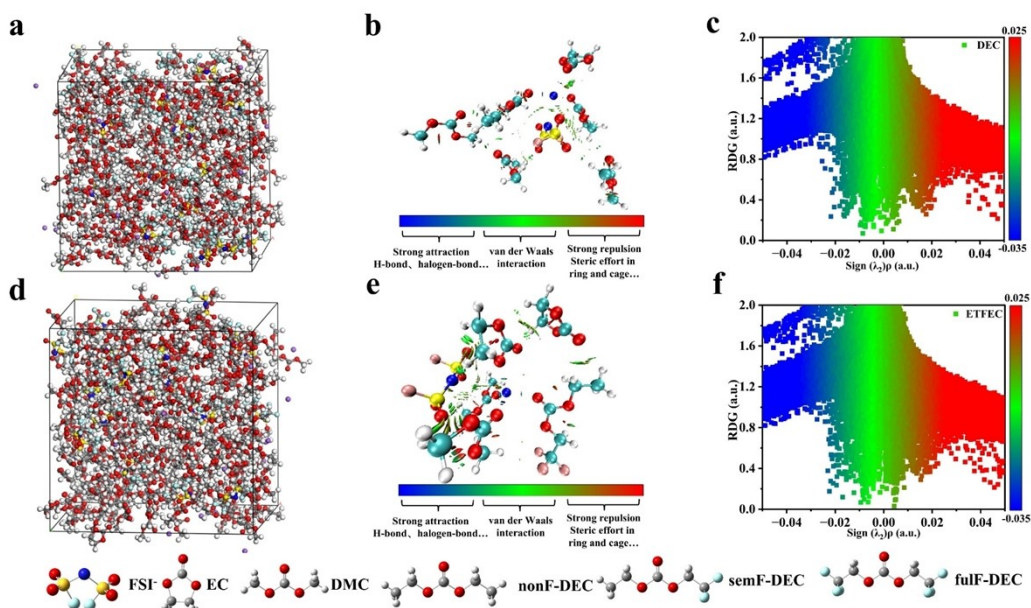 a
b
c
2.0
1.6
1.2
0.8
0.4
0.0
RDG (a.u.)
DEC
−0.04 −0.02 0.00 0.02 0.04
Sign (λ₂)ρ (a.u.)
0.025
-0.035
Strong attraction
H-bond、halogen-bond…
van der Waals
interaction
Strong repulsion
Steric effort in
ring and cage…
d
e
f
2.0
1.6
1.2
0.8
0.4
0.0
RDG (a.u.)
ETFEC
−0.04 −0.02 0.00 0.02 0.04
Sign (λ₂)ρ (a.u.)
0.025
-0.035
Strong attraction
H-bond、halogen-bond…
van der Waals
interaction
Strong repulsion
Steric effort in
ring and cage…
FSI⁻ EC DMC nonF-DEC semF-DEC fulF-DEC